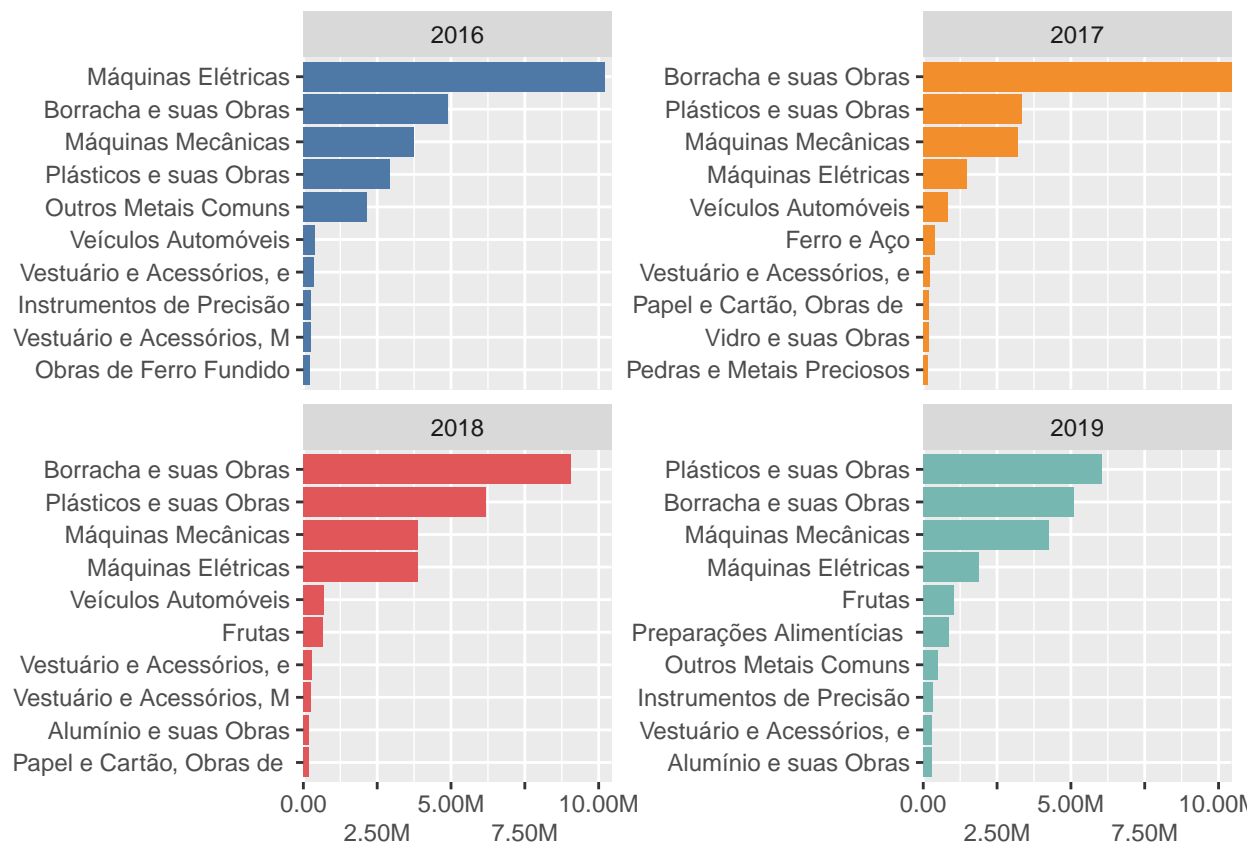 2016
Máquinas Elétricas
Borracha e suas Obras
Máquinas Mecânicas
Plásticos e suas Obras
Outros Metais Comuns
Veículos Automóveis
Vestuário e Acessórios, e
Instrumentos de Precisão
Vestuário e Acessórios, M
Obras de Ferro Fundido
2017
Borracha e suas Obras
Plásticos e suas Obras
Máquinas Mecânicas
Máquinas Elétricas
Veículos Automóveis
Ferro e Aço
Vestuário e Acessórios, e
Papel e Cartão, Obras de
Vidro e suas Obras
Pedras e Metais Preciosos
2018
Borracha e suas Obras
Plásticos e suas Obras
Máquinas Mecânicas
Máquinas Elétricas
Veículos Automóveis
Frutas
Vestuário e Acessórios, e
Vestuário e Acessórios, M
Alumínio e suas Obras
Papel e Cartão, Obras de
0.00 5.00M 10.00M
2.50M 7.50M
2019
Plásticos e suas Obras
Borracha e suas Obras
Máquinas Mecânicas
Máquinas Elétricas
Frutas
Preparações Alimentícias
Outros Metais Comuns
Instrumentos de Precisão
Vestuário e Acessórios, e
Alumínio e suas Obras
0.00 5.00M 10.00M
2.50M 7.50M